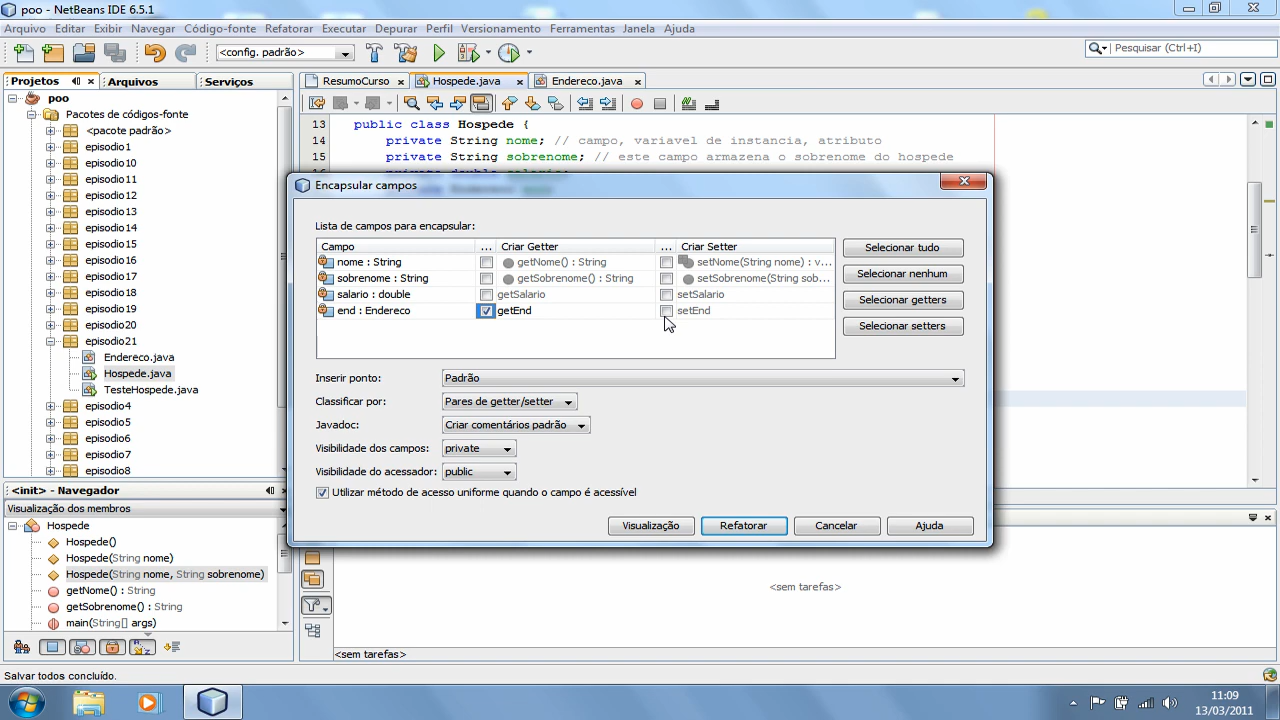 poo - NetBeans IDE 6.5.1
Arquivo Editar Exibir Navegar Código-fonte Refatorar Executar Depurar Perfil Versionamento Ferramentas Janela Ajuda
<config. padrão>
Pesquisar (Ctrl+I)
Projetos
Arquivos
Serviços
poo
Pacotes de códigos-fonte
<pacote padrão>
episodio1
episodio10
episodio11
episodio12
episodio13
episodio14
episodio15
episodio16
episodio17
episodio18
episodio19
episodio20
episodio21
Endereco.java
Hospede.java
TesteHospede.java
episodio4
episodio5
episodio6
episodio7
episodio8
<init> - Navegador
Visualização dos membros
Hospede
Hospede()
Hospede(String nome)
Hospede(String nome, String sobrenome)
getNome() : String
getSobrenome() : String
main(String[] args)
ResumoCurso
Hospede.java
Endereco.java
13 public class Hospede {
14 private String nome; // campo, variavel de instancia, atributo
15 private String sobrenome; // este campo armazena o sobrenome do hospede
Encapsular campos
Lista de campos para encapsular:
Campo ... Criar Getter ... Criar Setter
nome : String getNome() : String setNome(String nome) : v...
sobrenome : String getSobrenome() : String setSobrenome(String sob...
salario : double getSalario setSalario
end : Endereco getEnd setEnd
Selecionar tudo
Selecionar nenhum
Selecionar getters
Selecionar setters
Inserir ponto: Padrão
Classificar por: Pares de getter/setter
Javadoc: Criar comentários padrão
Visibilidade dos campos: private
Visibilidade do acessador: public
Utilizar método de acesso uniforme quando o campo é acessível
Visualização Refatorar Cancelar Ajuda
<sem tarefas>
<sem tarefas>
Salvar todos concluído.
11:09
13/03/2011